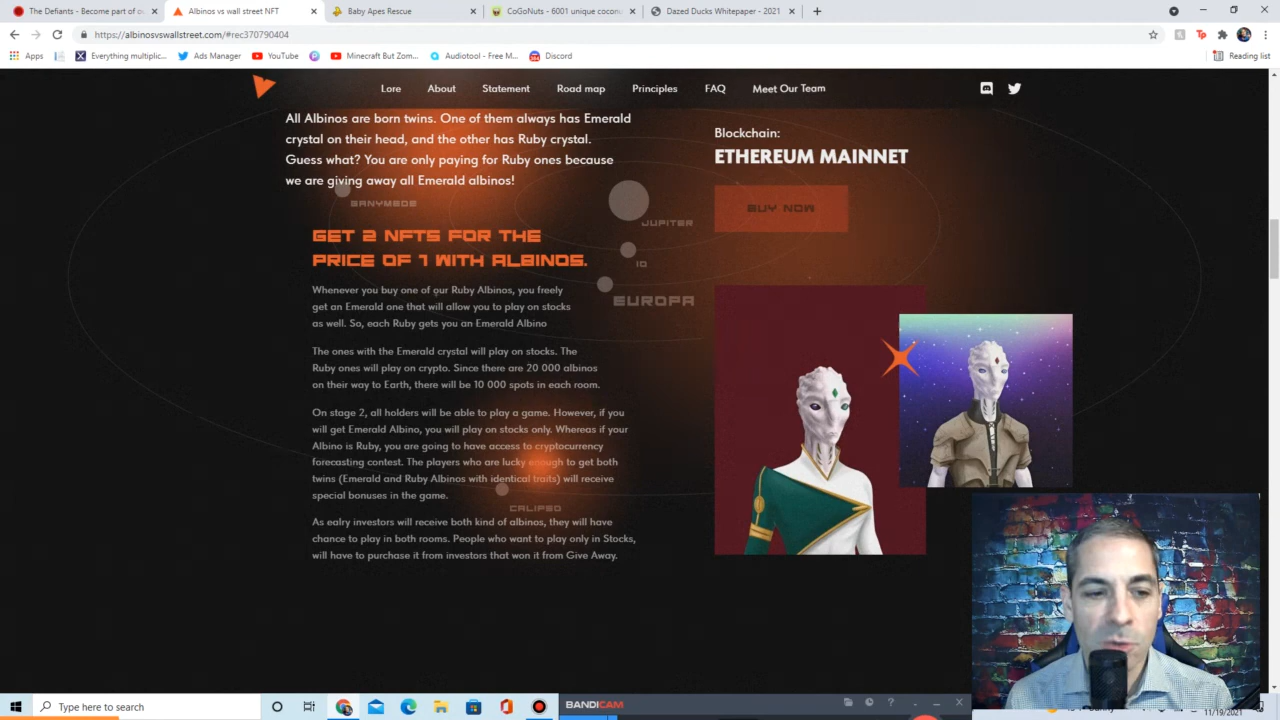 The Defiants - Become part of ou
Albinos vs wall street NFT
Baby Apes Rescue
CoGoNuts - 6001 unique coconu
Dazed Ducks Whitepaper - 2021
https://albinosvswallstreet.com/#rec370790404
Apps
Everything multiplic...
Ads Manager
YouTube
Minecraft But Zom...
Audiotool - Free M...
Discord
Reading list
Lore
About
Statement
Road map
Principles
FAQ
Meet Our Team
All Albinos are born twins. One of them always has Emerald
crystal on their head, and the other has Ruby crystal.
Guess what? You are only paying for Ruby ones because
we are giving away all Emerald albinos!
Blockchain:
ETHEREUM MAINNET
BUY NOW
GANYMEDE
JUPITER
IO
EUROPA
GET 2 NFTS FOR THE
PRICE OF 1 WITH ALBINOS.
Whenever you buy one of our Ruby Albinos, you freely
get an Emerald one that will allow you to play on stocks
as well. So, each Ruby gets you an Emerald Albino
The ones with the Emerald crystal will play on stocks. The
Ruby ones will play on crypto. Since there are 20 000 albinos
on their way to Earth, there will be 10 000 spots in each room.
On stage 2, all holders will be able to play a game. However, if you
will get Emerald Albino, you will play on stocks only. Whereas if your
Albino is Ruby, you are going to have access to cryptocurrency
forecasting contest. The players who are lucky enough to get both
twins (Emerald and Ruby Albinos with identical traits) will receive
special bonuses in the game.
CALIPSO
As ealry investors will receive both kind of albinos, they will have
chance to play in both rooms. People who want to play only in Stocks,
will have to purchase it from investors that won it from Give Away.
Type here to search
BANDICAM
11/19/2021